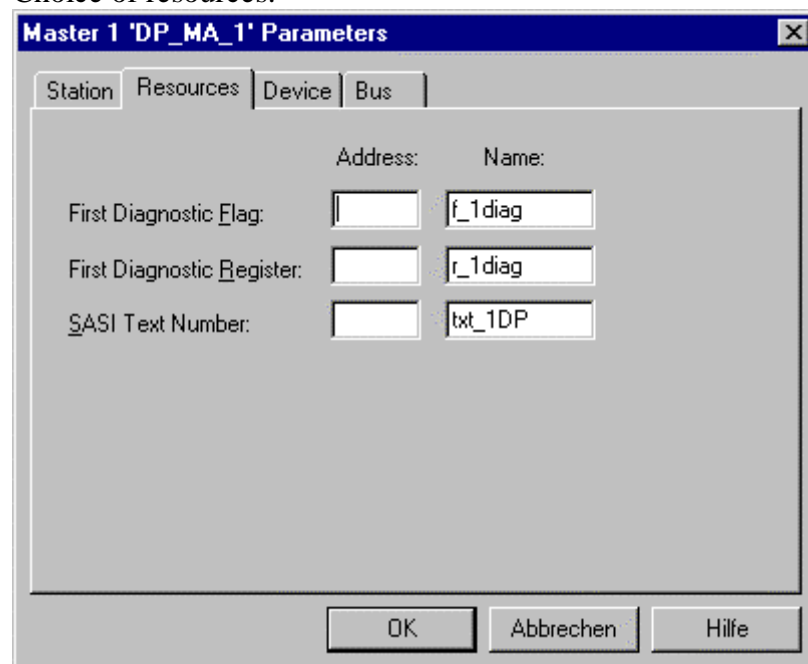 Choice of resources:
Master 1 'DP_MA_1' Parameters
Station Resources Device Bus
Address: Name:
First Diagnostic Flag: f_1diag
First Diagnostic Register: r_1diag
SASI Text Number: txt_1DP
OK Abbrechen Hilfe